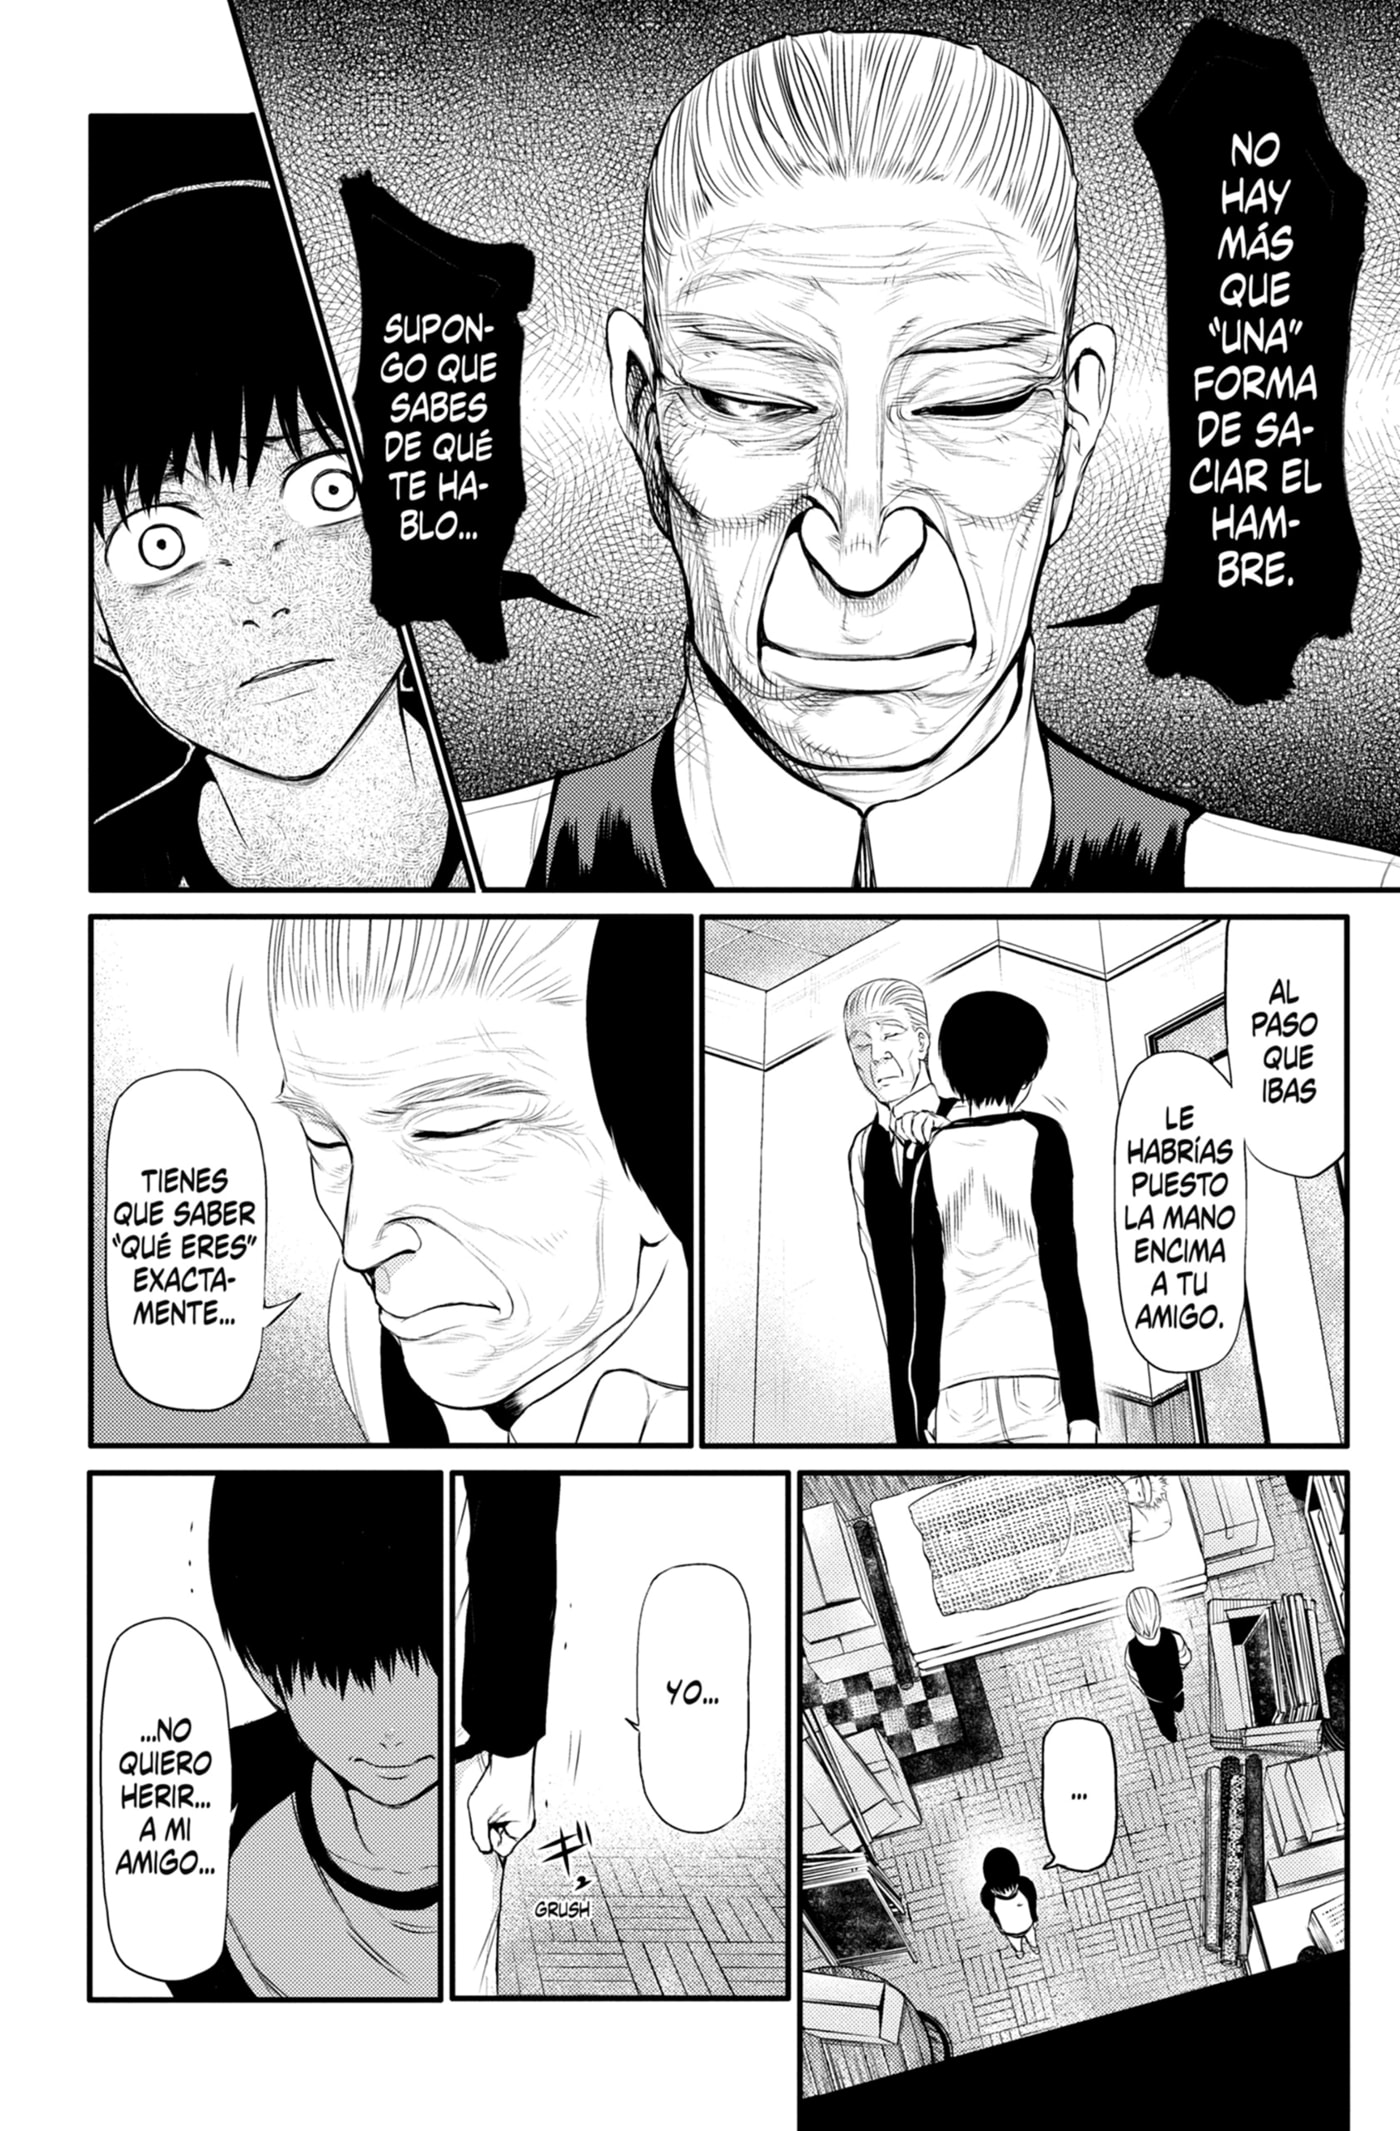 NO
HAY
MÁS
QUE
“UNA”
FORMA
DE SA-
CIAR EL
HAM-
BRE.
SUPON-
GO QUE
SABES
DE QUÉ
TE HA-
BLO...
AL
PASO
QUE
IBAS
LE
HABRÍAS
PUESTO
LA MANO
ENCIMA
A TU
AMIGO.
TIENES
QUE SABER
“QUÉ ERES”
EXACTA-
MENTE...
...
YO...
ギュ
GRUSH
...NO
QUIERO
HERIR...
A MI
AMIGO...